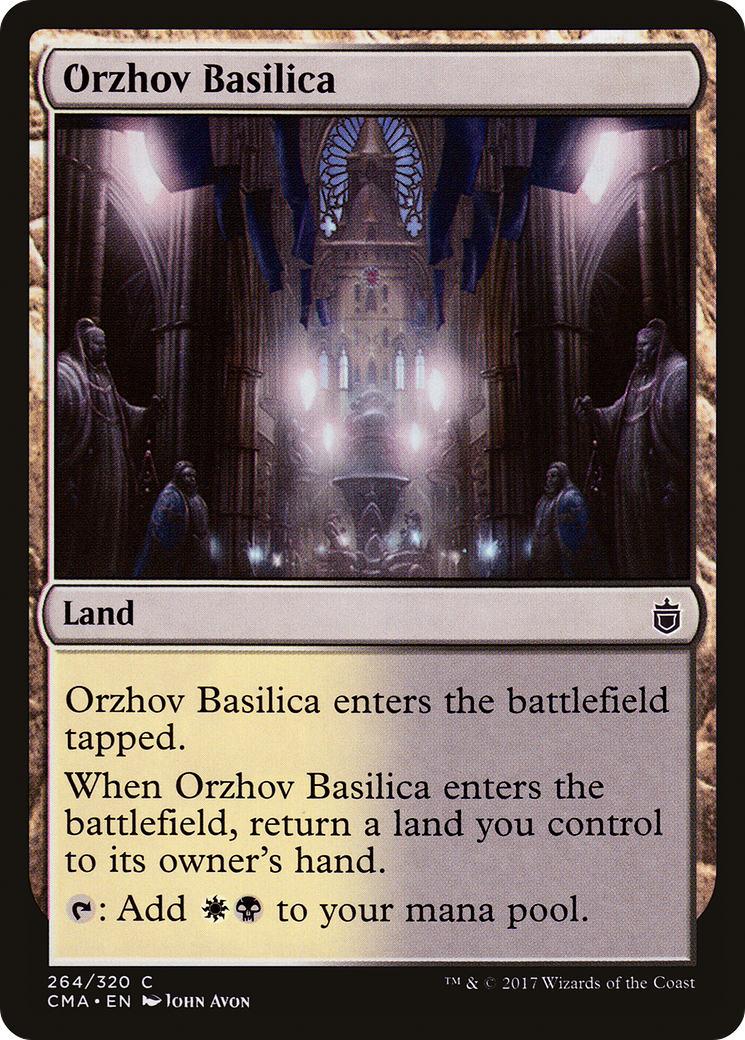 Orzhov Basilica
Land
Orzhov Basilica enters the battlefield
tapped.
When Orzhov Basilica enters the
battlefield, return a land you control
to its owner's hand.
: Add to your mana pool.
264/320 C
™ & © 2017 Wizards of the Coast
CMA • EN John Avon